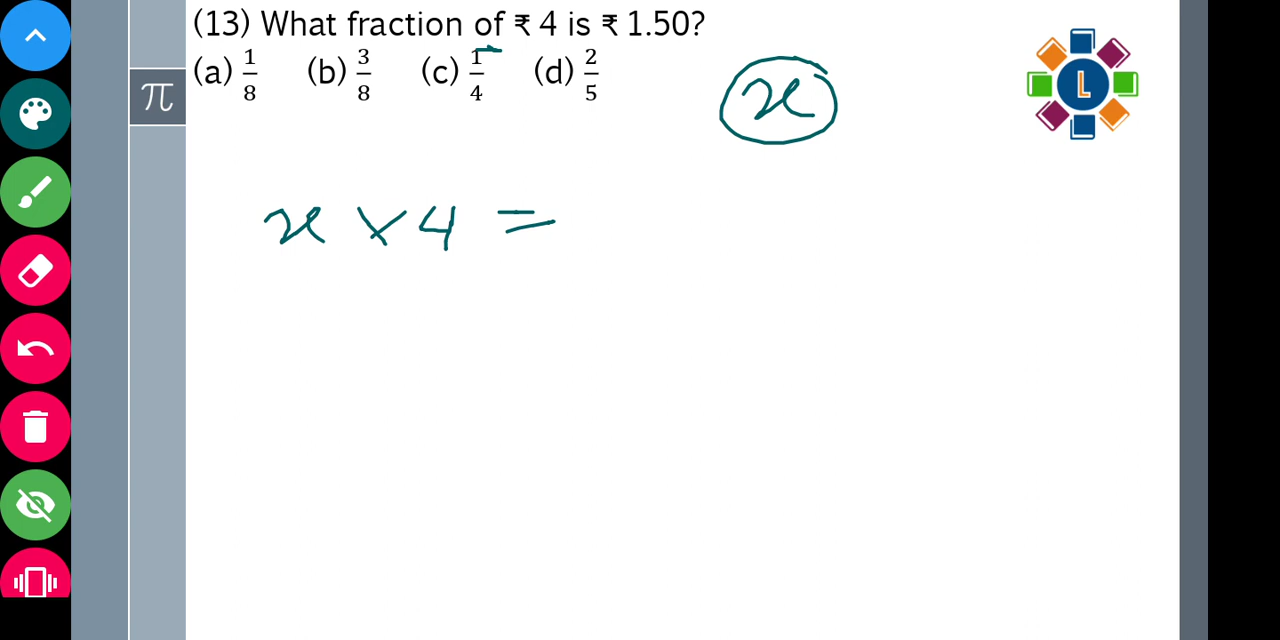 (13) What fraction of ₹ 4 is ₹ 1.50?
(a) 1/8 (b) 3/8 (c) 1/4 (d) 2/5
x
L
π
x × 4 =